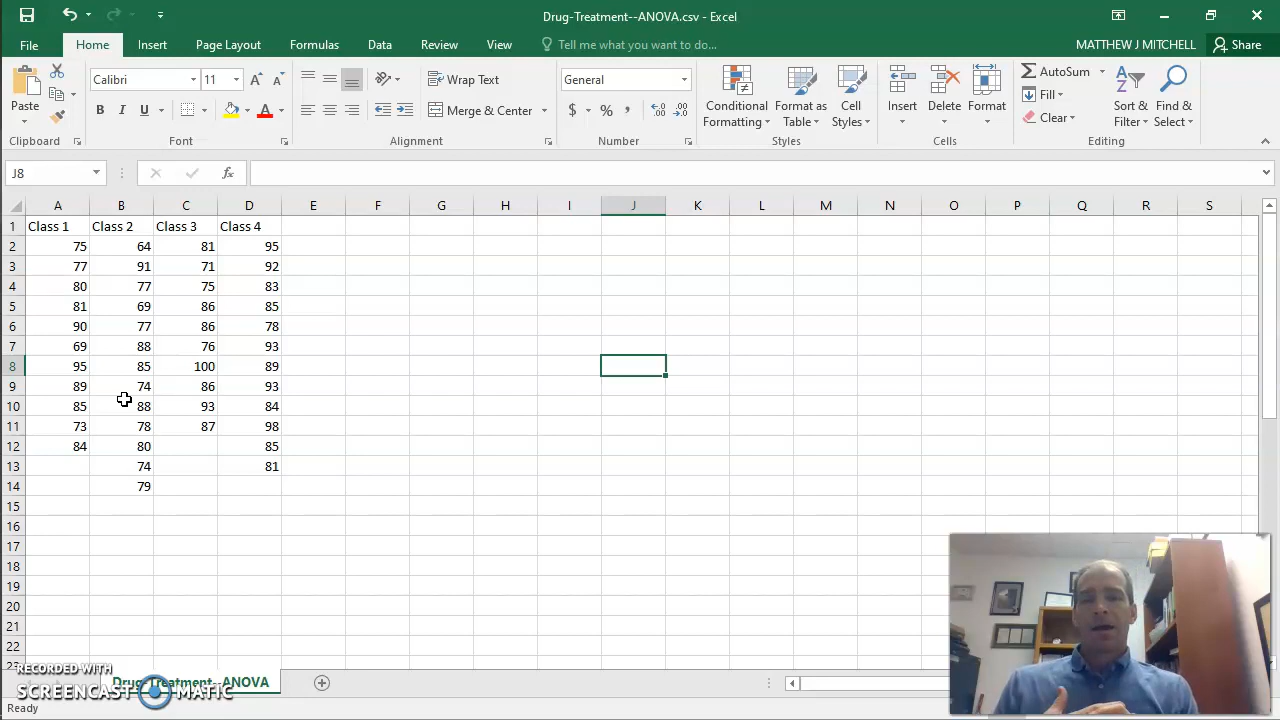 Drug-Treatment--ANOVA.csv - Excel
File Home Insert Page Layout Formulas Data Review View Tell me what you want to do... MATTHEW J MITCHELL Share
Paste
Calibri 11 A A
Wrap Text
General
B I U A
Merge & Center
$ % ,
Conditional Formatting
Format as Table
Cell Styles
Insert
Delete
Format
AutoSum
Fill
Clear
Sort & Filter
Find & Select
Clipboard Font Alignment Number Styles Cells Editing
J8 fx
A B C D E F G H I J K L M N O P Q R S
1 Class 1 Class 2 Class 3 Class 4
2 75 64 81 95
3 77 91 71 92
4 80 77 75 83
5 81 69 86 85
6 90 77 86 78
7 69 88 76 93
8 95 85 100 89
9 89 74 86 93
10 85 88 93 84
11 73 78 87 98
12 84 80 85
13 74 81
14 79
15
16
17
18
19
20
21
22
23
RECORDED WITH
SCREENCAST MATIC
Drug-Treatment--ANOVA
Ready